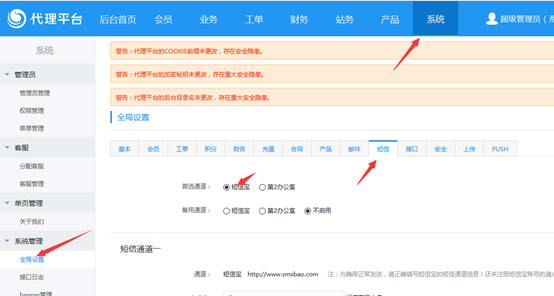 代理平台
后台首页 会员 业务 工单 财务 站务 产品 系统 超级管理员（系
系统
管理员
管理员管理
权限管理
菜单管理
客服
分配客服
客服管理
单页管理
关于我们
系统管理
全局设置
接口日志
banner管理
警告：代理平台的COOKIE前缀未更改，存在安全隐患。
警告：代理平台的加密秘钥未更改，存在重大安全隐患。
警告：代理平台的后台目录名未更改，存在重大安全隐患。
全局设置
基本 会员 工单 积分 财务 充值 合同 产品 邮件 短信 接口 安全 上传 PUSH
首选通道： 短信宝 第2办公室
备用通道： 短信宝 第2办公室 不启用
短信通道一
通道： 短信宝 http://www.smsbao.com 注：为确保正常发送，请正确填写短信宝的短信通道信息！还未注册短信宝账号的请点